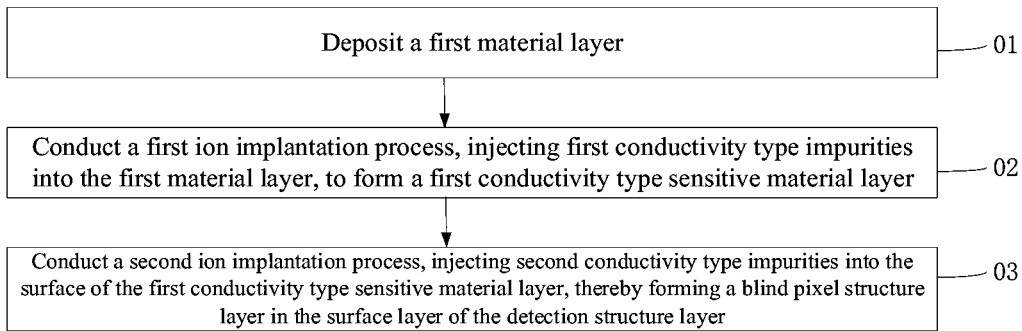 Deposit a first material layer
01
Conduct a first ion implantation process, injecting first conductivity type impurities
into the first material layer, to form a first conductivity type sensitive material layer
02
Conduct a second ion implantation process, injecting second conductivity type impurities into the
surface of the first conductivity type sensitive material layer, thereby forming a blind pixel structure
layer in the surface layer of the detection structure layer
03